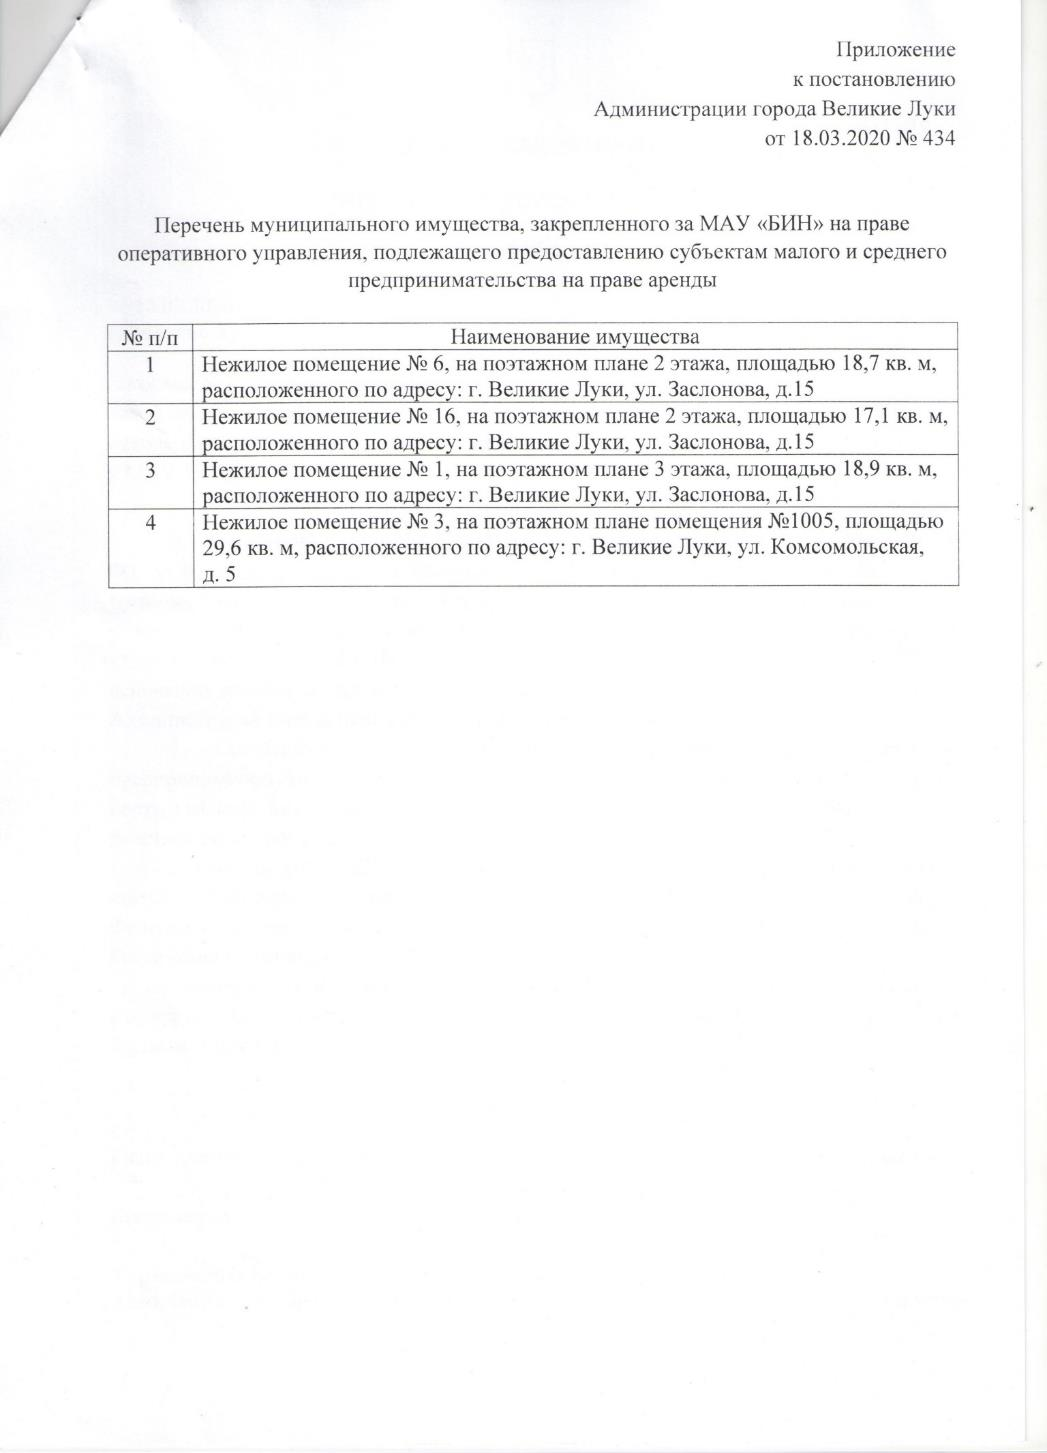 Приложение
к постановлению
Администрации города Великие Луки
от 18.03.2020 № 434
Перечень муниципального имущества, закрепленного за МАУ «БИН» на праве
оперативного управления, подлежащего предоставлению субъектам малого и среднего
предпринимательства на праве аренды
№ п/п Наименование имущества
1 Нежилое помещение № 6, на поэтажном плане 2 этажа, площадью 18,7 кв. м,
расположенного по адресу: г. Великие Луки, ул. Заслонова, д.15
2 Нежилое помещение № 16, на поэтажном плане 2 этажа, площадью 17,1 кв. м,
расположенного по адресу: г. Великие Луки, ул. Заслонова, д.15
3 Нежилое помещение № 1, на поэтажном плане 3 этажа, площадью 18,9 кв. м,
расположенного по адресу: г. Великие Луки, ул. Заслонова, д.15
4 Нежилое помещение № 3, на поэтажном плане помещения №1005, площадью
29,6 кв. м, расположенного по адресу: г. Великие Луки, ул. Комсомольская,
д. 5